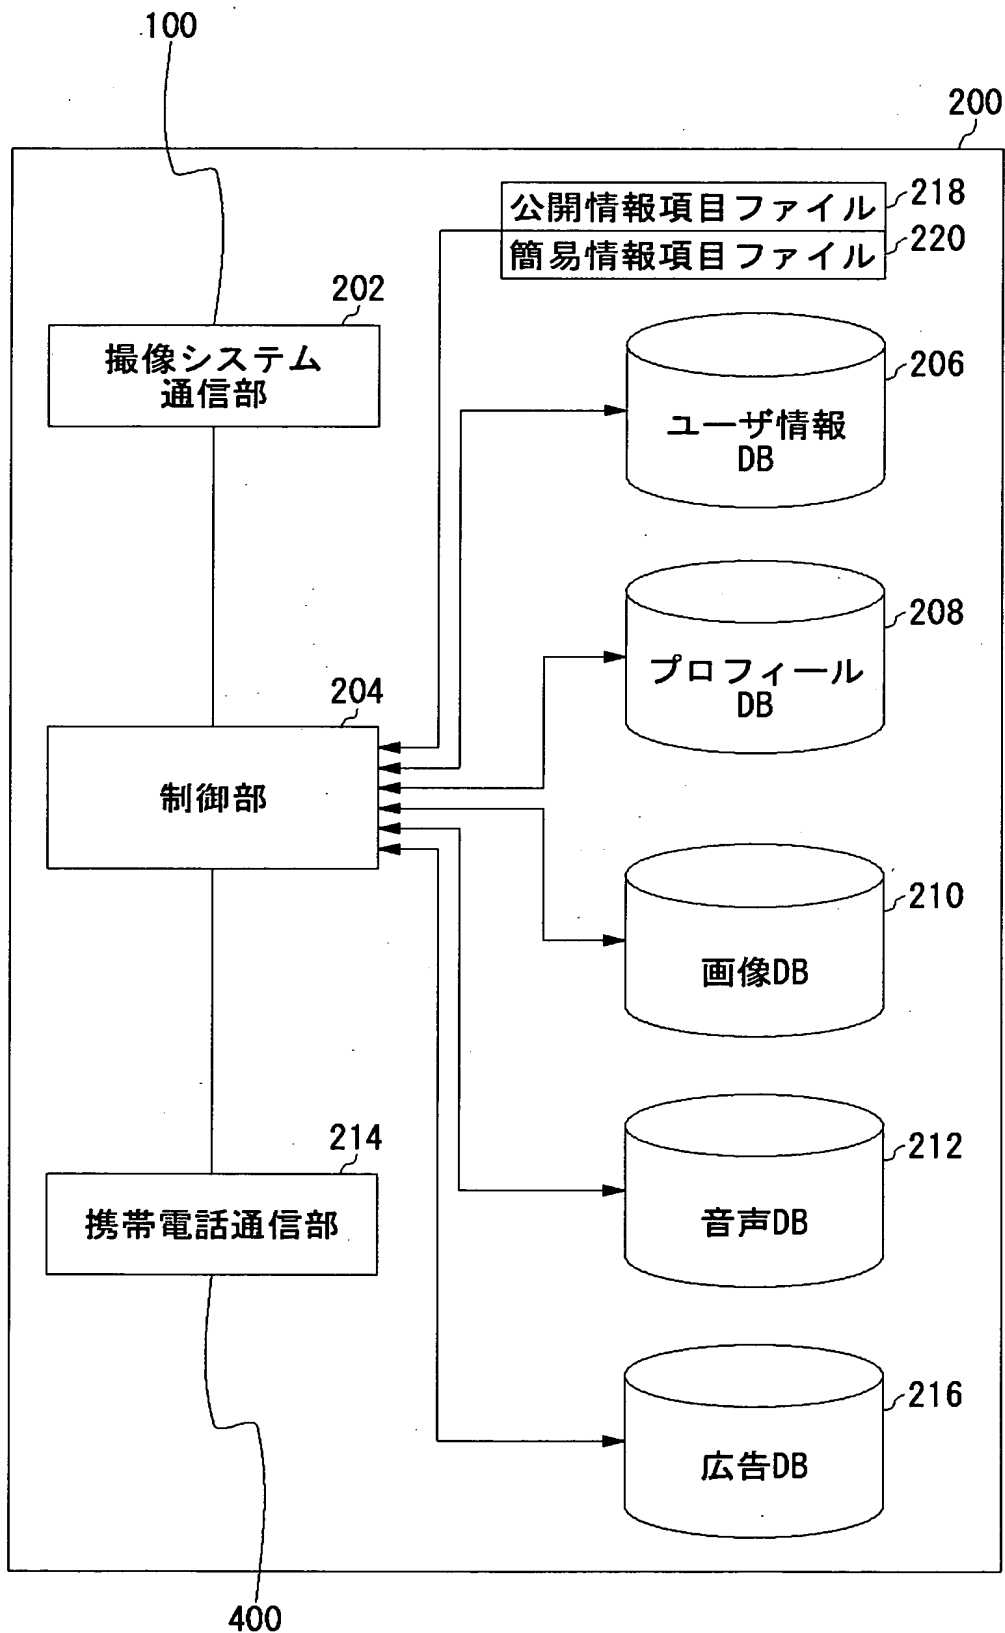 100
200
公開情報項目ファイル
218
簡易情報項目ファイル
220
202
撮像システム
通信部
206
ユーザ情報
DB
208
プロフィール
DB
204
制御部
210
画像DB
214
携帯電話通信部
212
音声DB
216
広告DB
400